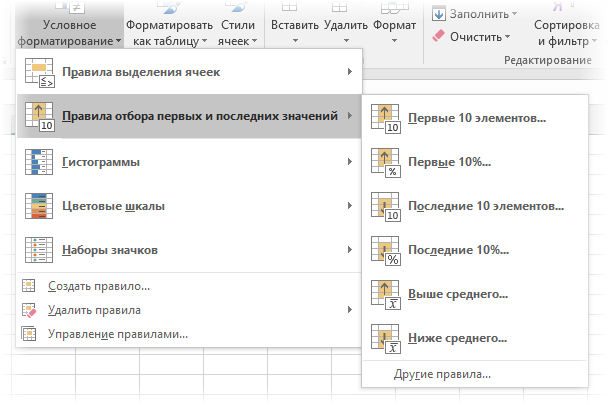 Условное форматирование
Форматировать как таблицу
Стили ячеек
Вставить
Удалить
Формат
Заполнить
Очистить
Сортировка и фильтр
Редактирование
Правила выделения ячеек
Правила отбора первых и последних значений
Гистограммы
Цветовые шкалы
Наборы значков
Создать правило...
Удалить правила
Управление правилами...
Первые 10 элементов...
Первые 10%...
Последние 10 элементов...
Последние 10%...
Выше среднего...
Ниже среднего...
Другие правила...